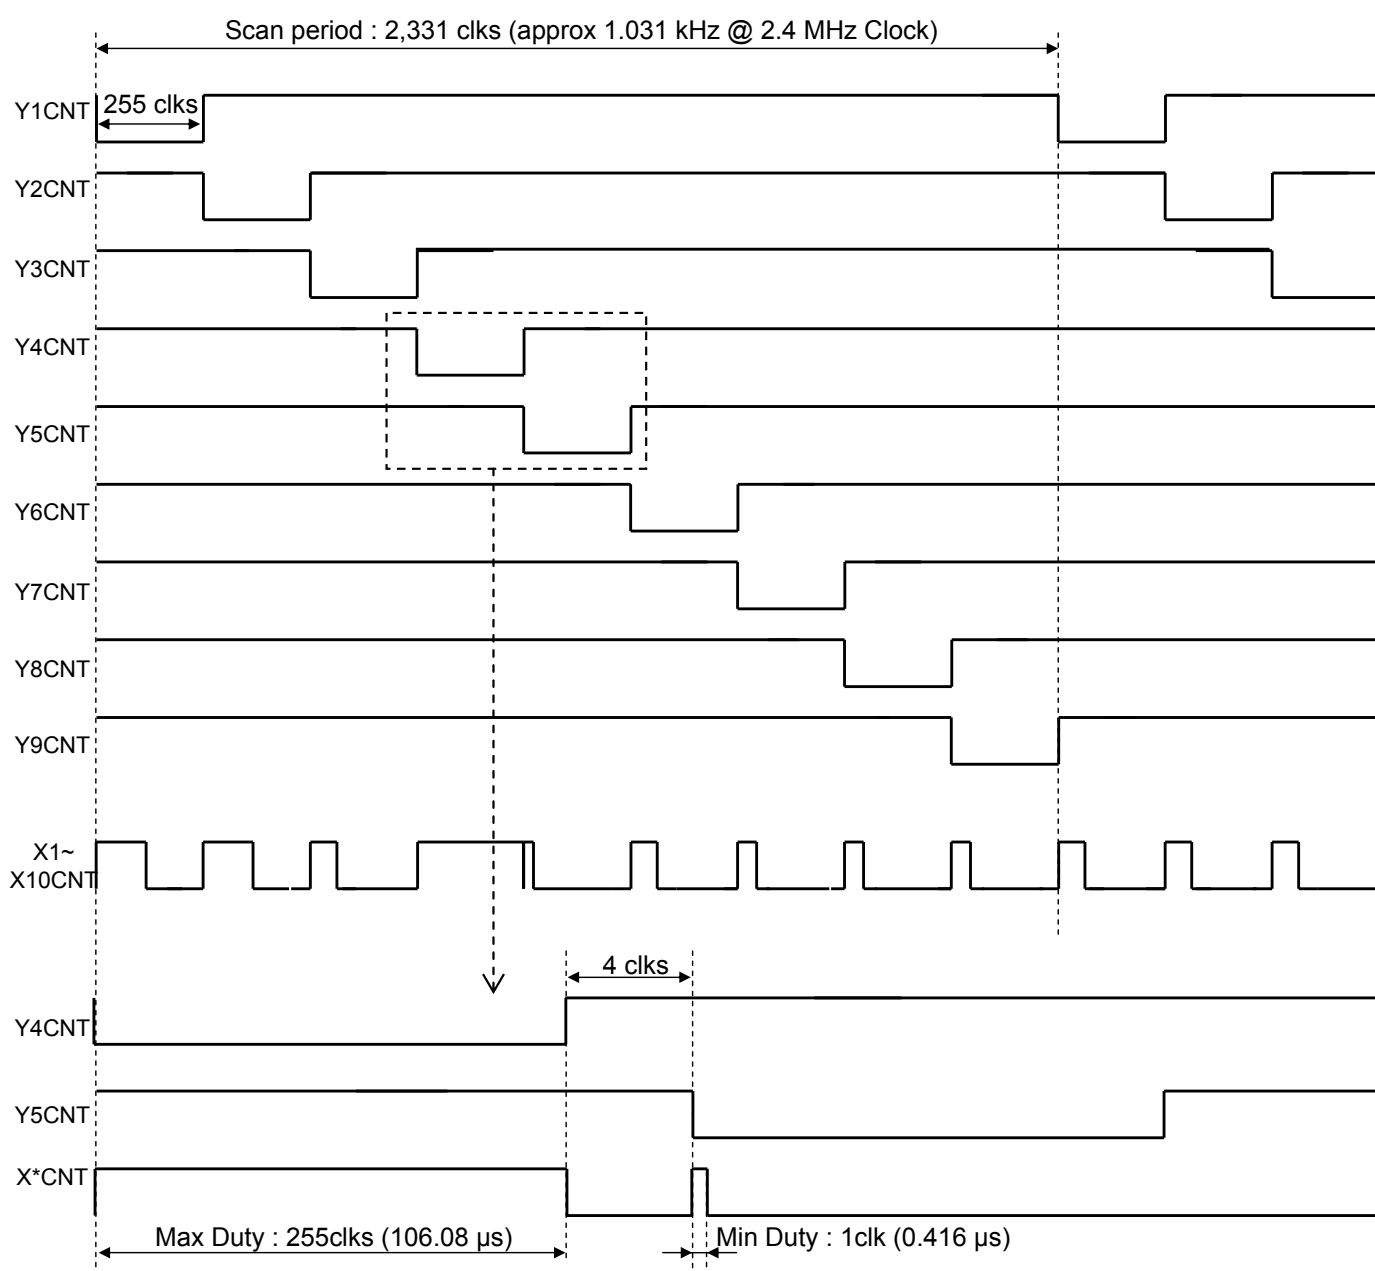 Scan period : 2,331 clks (approx 1.031 kHz @ 2.4 MHz Clock)
Y1CNT
255 clks
Y2CNT
Y3CNT
Y4CNT
Y5CNT
Y6CNT
Y7CNT
Y8CNT
Y9CNT
X1~
X10CNT
4 clks
Y4CNT
Y5CNT
X*CNT
Max Duty : 255clks (106.08 μs)
Min Duty : 1clk (0.416 μs)